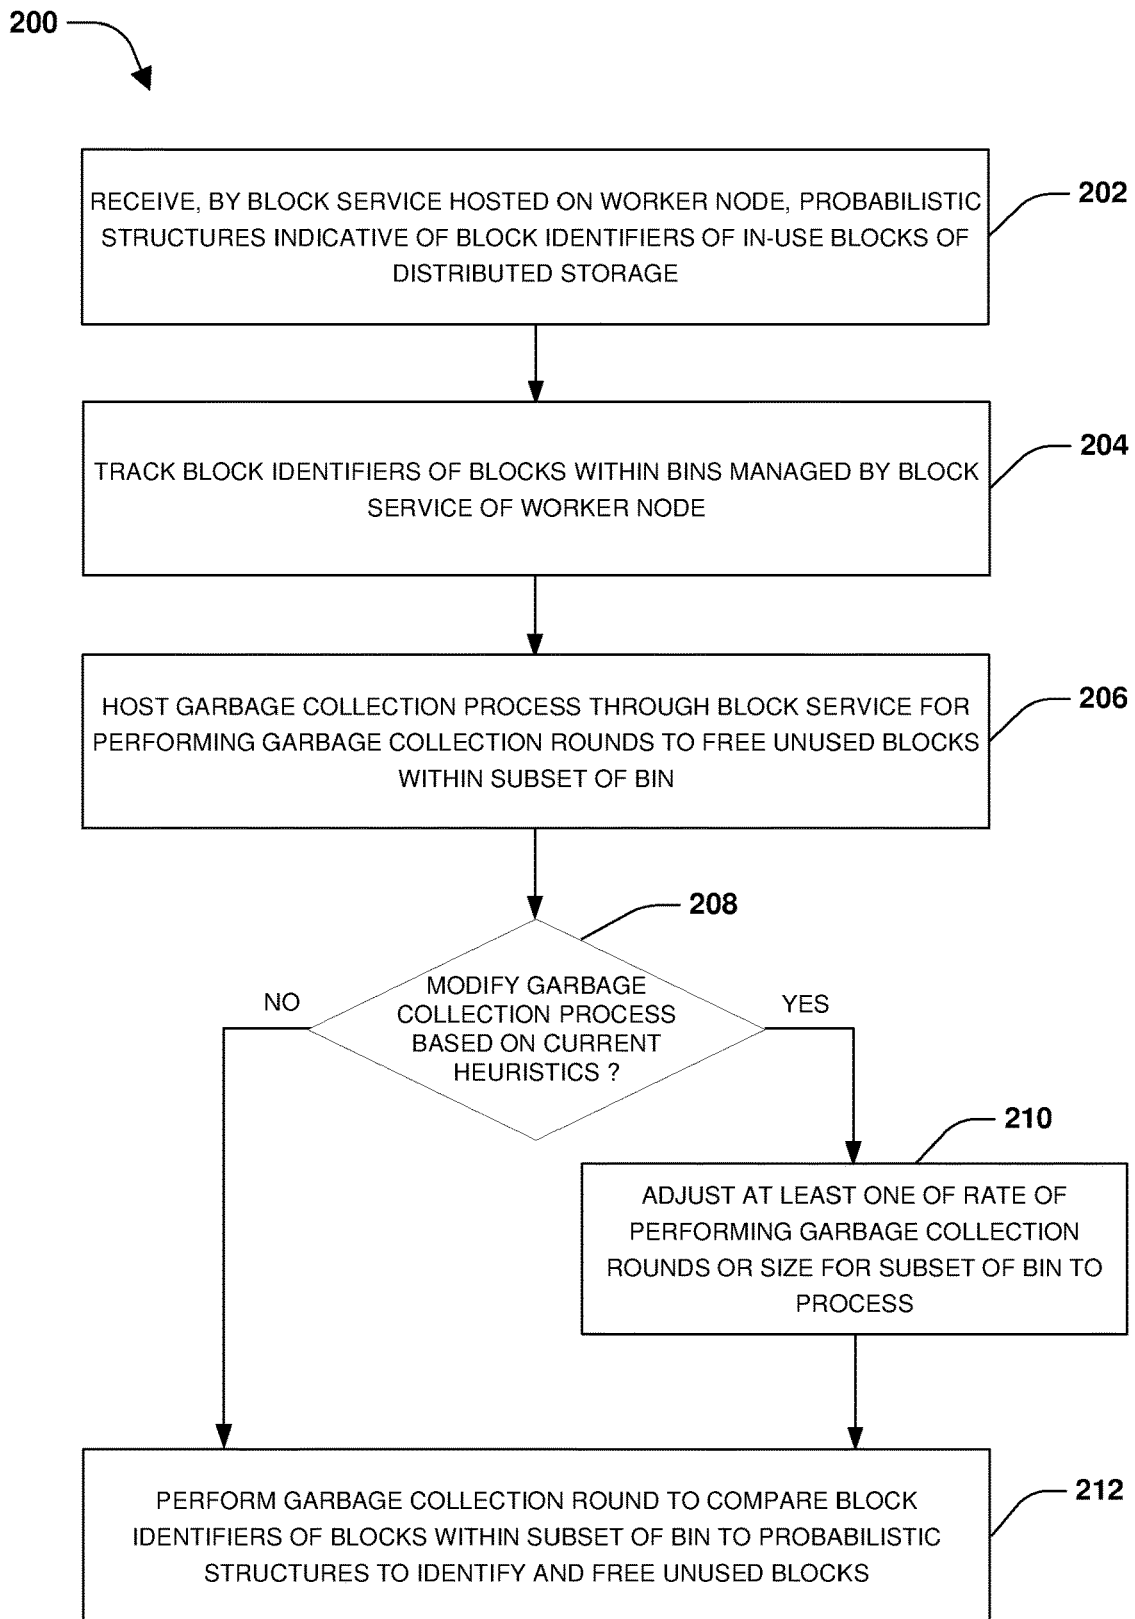 200
RECEIVE, BY BLOCK SERVICE HOSTED ON WORKER NODE, PROBABILISTIC
STRUCTURES INDICATIVE OF BLOCK IDENTIFIERS OF IN-USE BLOCKS OF
DISTRIBUTED STORAGE
202
TRACK BLOCK IDENTIFIERS OF BLOCKS WITHIN BINS MANAGED BY BLOCK
SERVICE OF WORKER NODE
204
HOST GARBAGE COLLECTION PROCESS THROUGH BLOCK SERVICE FOR
PERFORMING GARBAGE COLLECTION ROUNDS TO FREE UNUSED BLOCKS
WITHIN SUBSET OF BIN
206
208
MODIFY GARBAGE
COLLECTION PROCESS
BASED ON CURRENT
HEURISTICS ?
NO
YES
210
ADJUST AT LEAST ONE OF RATE OF
PERFORMING GARBAGE COLLECTION
ROUNDS OR SIZE FOR SUBSET OF BIN TO
PROCESS
PERFORM GARBAGE COLLECTION ROUND TO COMPARE BLOCK
IDENTIFIERS OF BLOCKS WITHIN SUBSET OF BIN TO PROBABILISTIC
STRUCTURES TO IDENTIFY AND FREE UNUSED BLOCKS
212